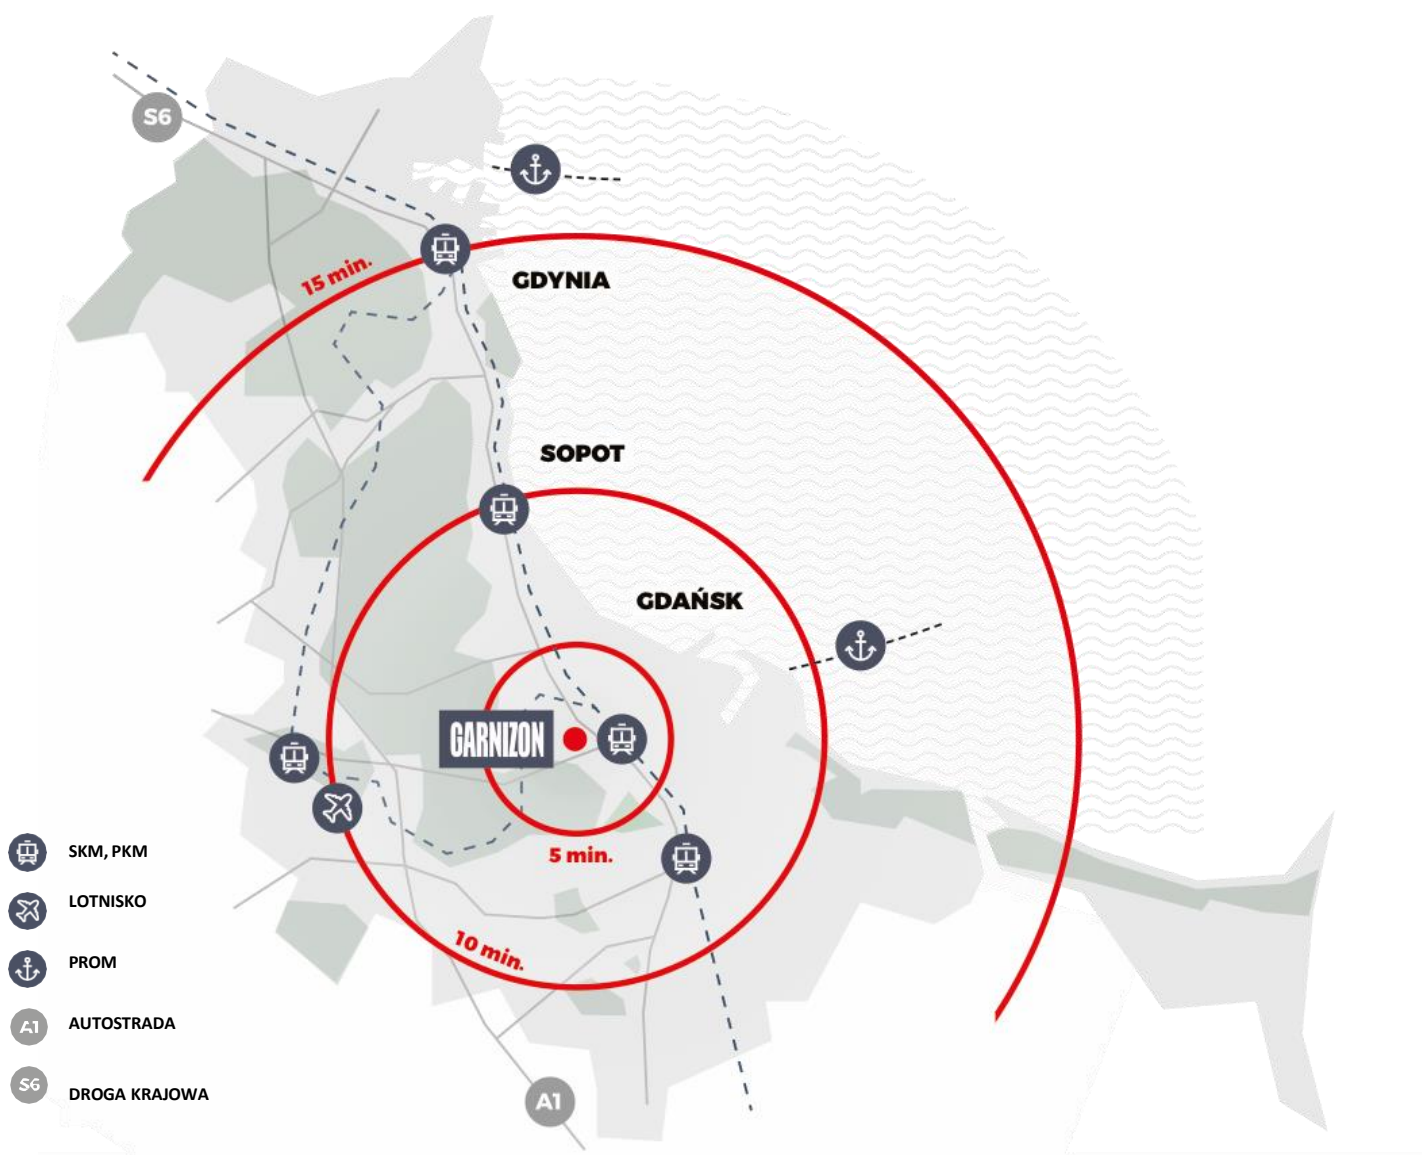 S6
15 min.
GDYNIA
SOPOT
GDAŃSK
GARNIZON
5 min.
10 min.
A1
SKM, PKM
LOTNISKO
PROM
A1 AUTOSTRADA
S6 DROGA KRAJOWA